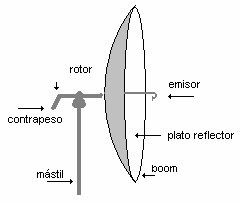 rotor
emisor
contrapeso
plato reflector
mástil
boom